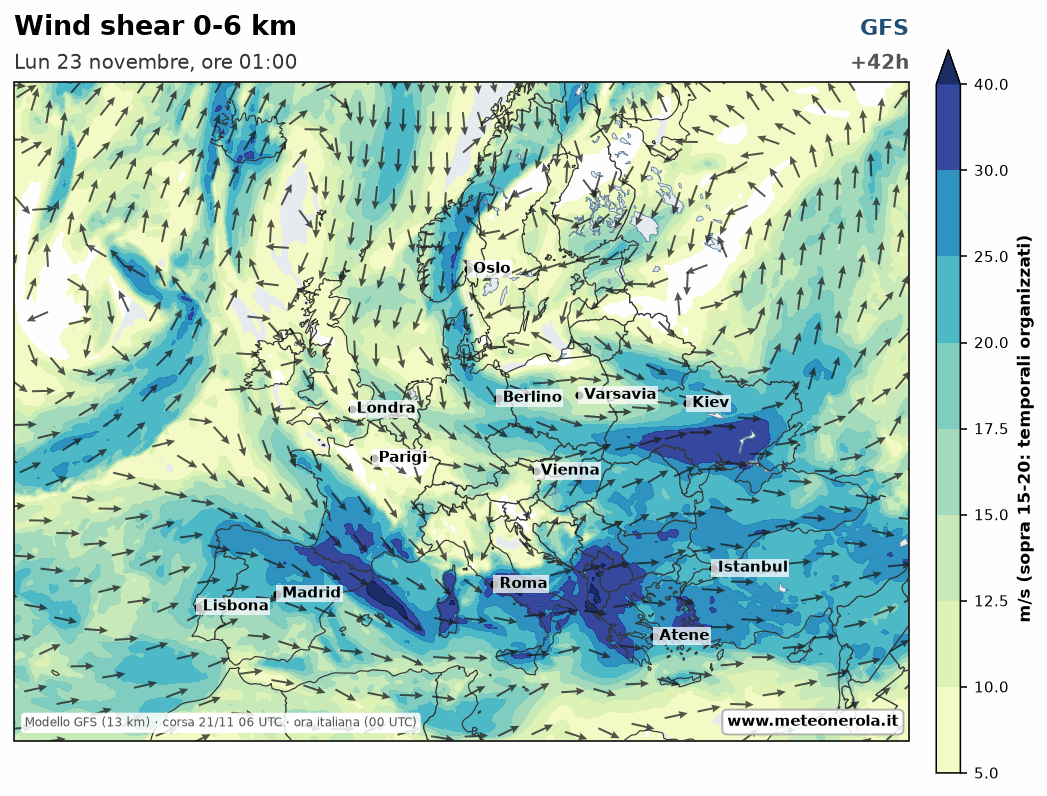 Wind shear 0-6 km
GFS
Lun 23 novembre, ore 01:00
+42h
Oslo
Berlino
Varsavia
Kiev
Londra
Parigi
Vienna
Istanbul
Roma
Madrid
Lisbona
Atene
Modello GFS (13 km) · corsa 21/11 06 UTC · ora italiana (00 UTC)
www.meteonerola.it
40.0
30.0
25.0
20.0
17.5
15.0
12.5
10.0
5.0
m/s (sopra 15-20: temporali organizzati)